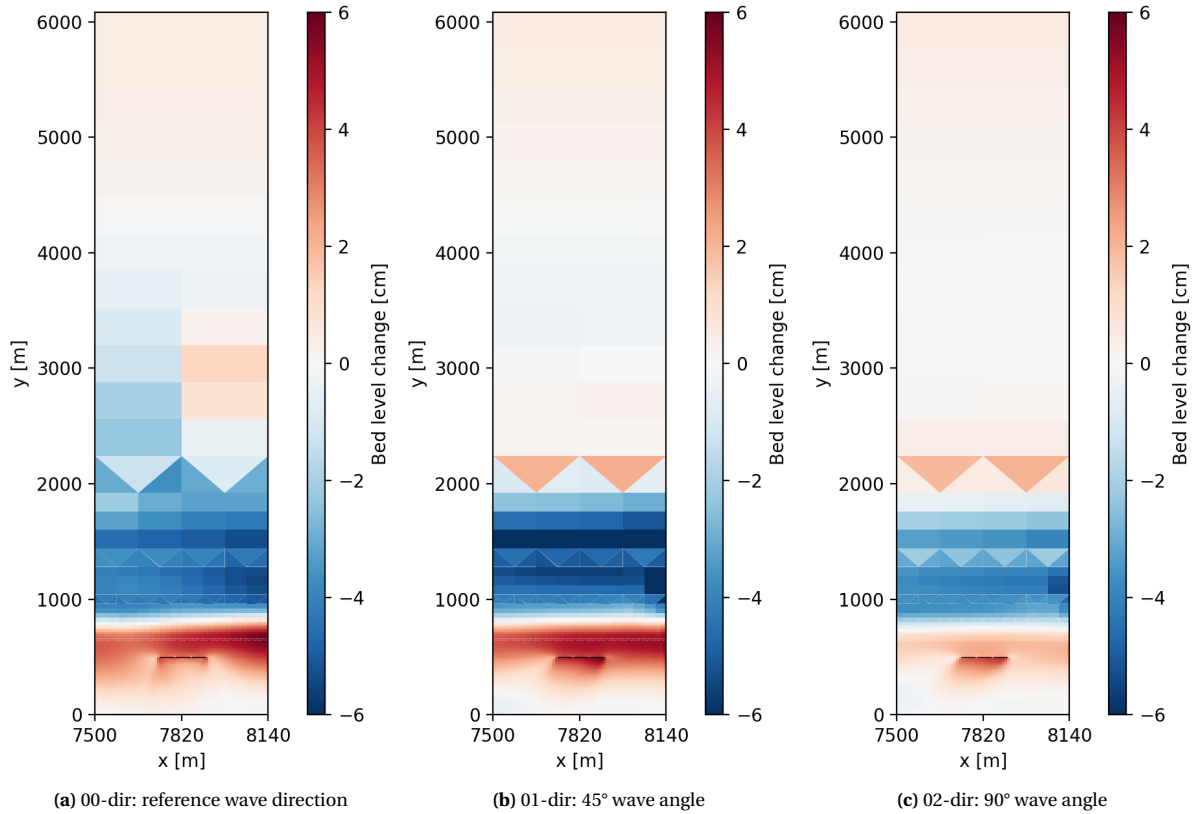 6000
5000
4000
3000
2000
1000
0
y [m]
7500 7820 8140
x [m]
6
4
2
0
−2
−4
−6
Bed level change [cm]
(a) 00-dir: reference wave direction
6000
5000
4000
3000
2000
1000
0
y [m]
7500 7820 8140
x [m]
6
4
2
0
−2
−4
−6
Bed level change [cm]
(b) 01-dir: 45° wave angle
6000
5000
4000
3000
2000
1000
0
y [m]
7500 7820 8140
x [m]
6
4
2
0
−2
−4
−6
Bed level change [cm]
(c) 02-dir: 90° wave angle